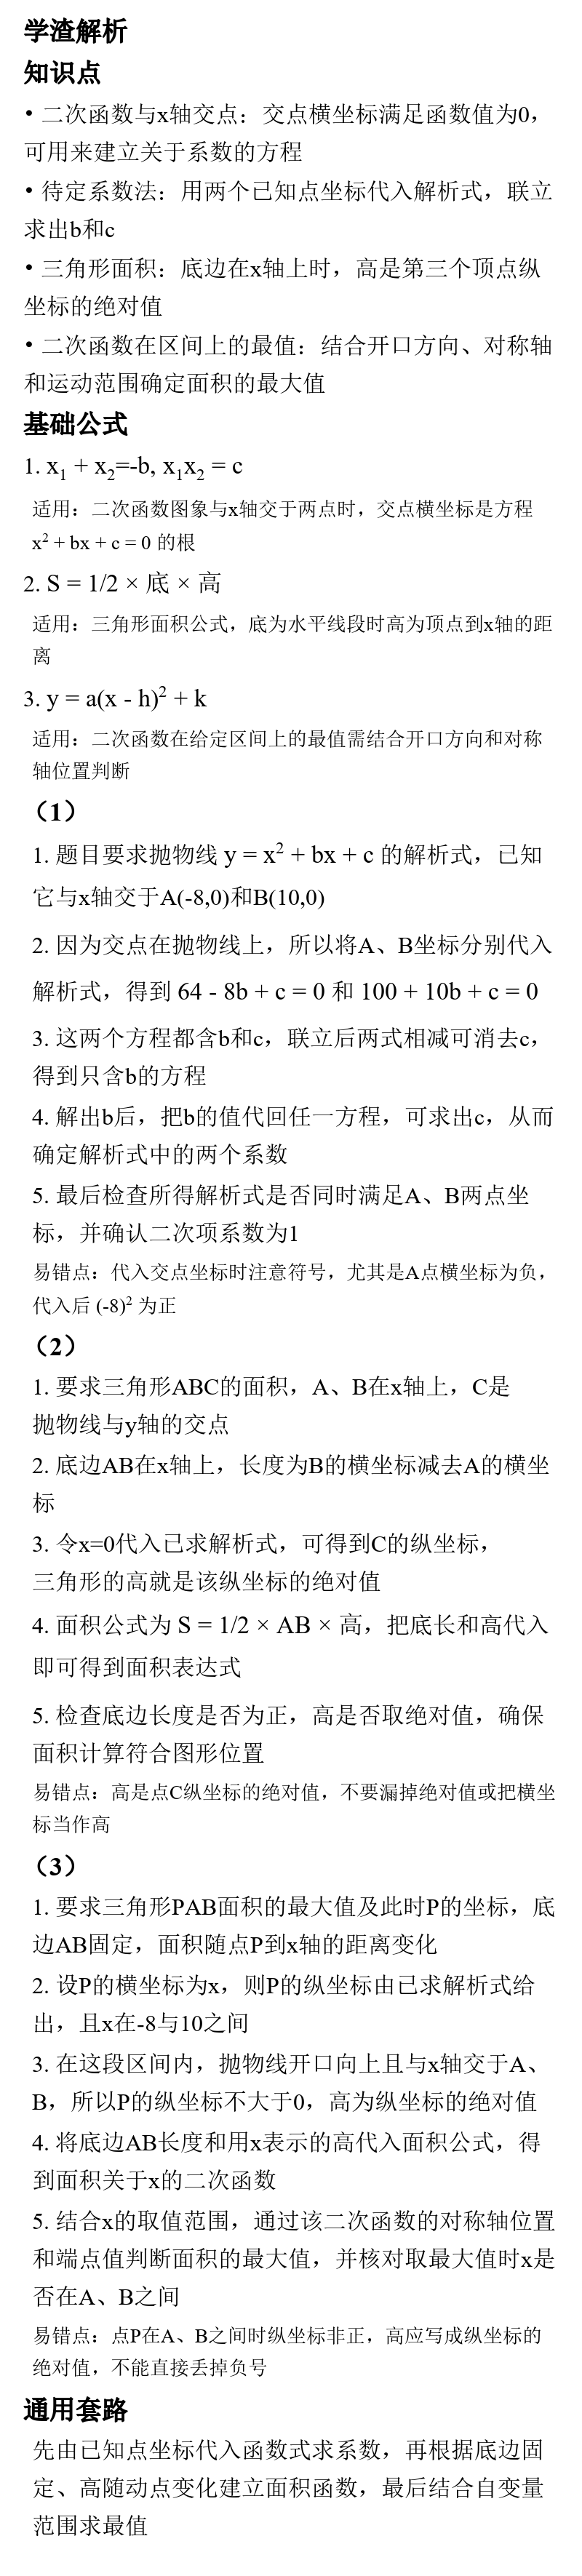 学渣解析
知识点
• 二次函数与x轴交点：交点横坐标满足函数值为0，
可用来建立关于系数的方程
• 待定系数法：用两个已知点坐标代入解析式，联立
求出b和c
• 三角形面积：底边在x轴上时，高是第三个顶点纵
坐标的绝对值
• 二次函数在区间上的最值：结合开口方向、对称轴
和运动范围确定面积的最大值
基础公式
1. x₁ + x₂=-b, x₁x₂ = c
适用：二次函数图象与x轴交于两点时，交点横坐标是方程
x² + bx + c = 0 的根
2. S = 1/2 × 底 × 高
适用：三角形面积公式，底为水平线段时高为顶点到x轴的距
离
3. y = a(x - h)² + k
适用：二次函数在给定区间上的最值需结合开口方向和对称
轴位置判断
（1）
1. 题目要求抛物线 y = x² + bx + c 的解析式，已知
它与x轴交于A(-8,0)和B(10,0)
2. 因为交点在抛物线上，所以将A、B坐标分别代入
解析式，得到 64 - 8b + c = 0 和 100 + 10b + c = 0
3. 这两个方程都含b和c，联立后两式相减可消去c，
得到只含b的方程
4. 解出b后，把b的值代回任一方程，可求出c，从而
确定解析式中的两个系数
5. 最后检查所得解析式是否同时满足A、B两点坐
标，并确认二次项系数为1
易错点：代入交点坐标时注意符号，尤其是A点横坐标为负，
代入后 (-8)² 为正
（2）
1. 要求三角形ABC的面积，A、B在x轴上，C是
抛物线与y轴的交点
2. 底边AB在x轴上，长度为B的横坐标减去A的横坐
标
3. 令x=0代入已求解析式，可得到C的纵坐标，
三角形的高就是该纵坐标的绝对值
4. 面积公式为 S = 1/2 × AB × 高，把底长和高代入
即可得到面积表达式
5. 检查底边长度是否为正，高是否取绝对值，确保
面积计算符合图形位置
易错点：高是点C纵坐标的绝对值，不要漏掉绝对值或把横坐
标当作高
（3）
1. 要求三角形PAB面积的最大值及此时P的坐标，底
边AB固定，面积随点P到x轴的距离变化
2. 设P的横坐标为x，则P的纵坐标由已求解析式给
出，且x在-8与10之间
3. 在这段区间内，抛物线开口向上且与x轴交于A、
B，所以P的纵坐标不大于0，高为纵坐标的绝对值
4. 将底边AB长度和用x表示的高代入面积公式，得
到面积关于x的二次函数
5. 结合x的取值范围，通过该二次函数的对称轴位置
和端点值判断面积的最大值，并核对取最大值时x是
否在A、B之间
易错点：点P在A、B之间时纵坐标非正，高应写成纵坐标的
绝对值，不能直接丢掉负号
通用套路
先由已知点坐标代入函数式求系数，再根据底边固
定、高随动点变化建立面积函数，最后结合自变量
范围求最值